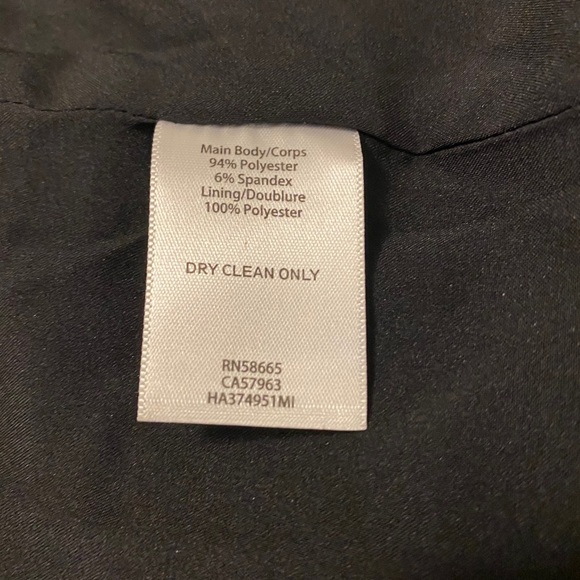 Main Body/Corps
94% Polyester
6% Spandex
Lining/Doublure
100% Polyester
DRY CLEAN ONLY
RN58665
CA57963
HA374951MI